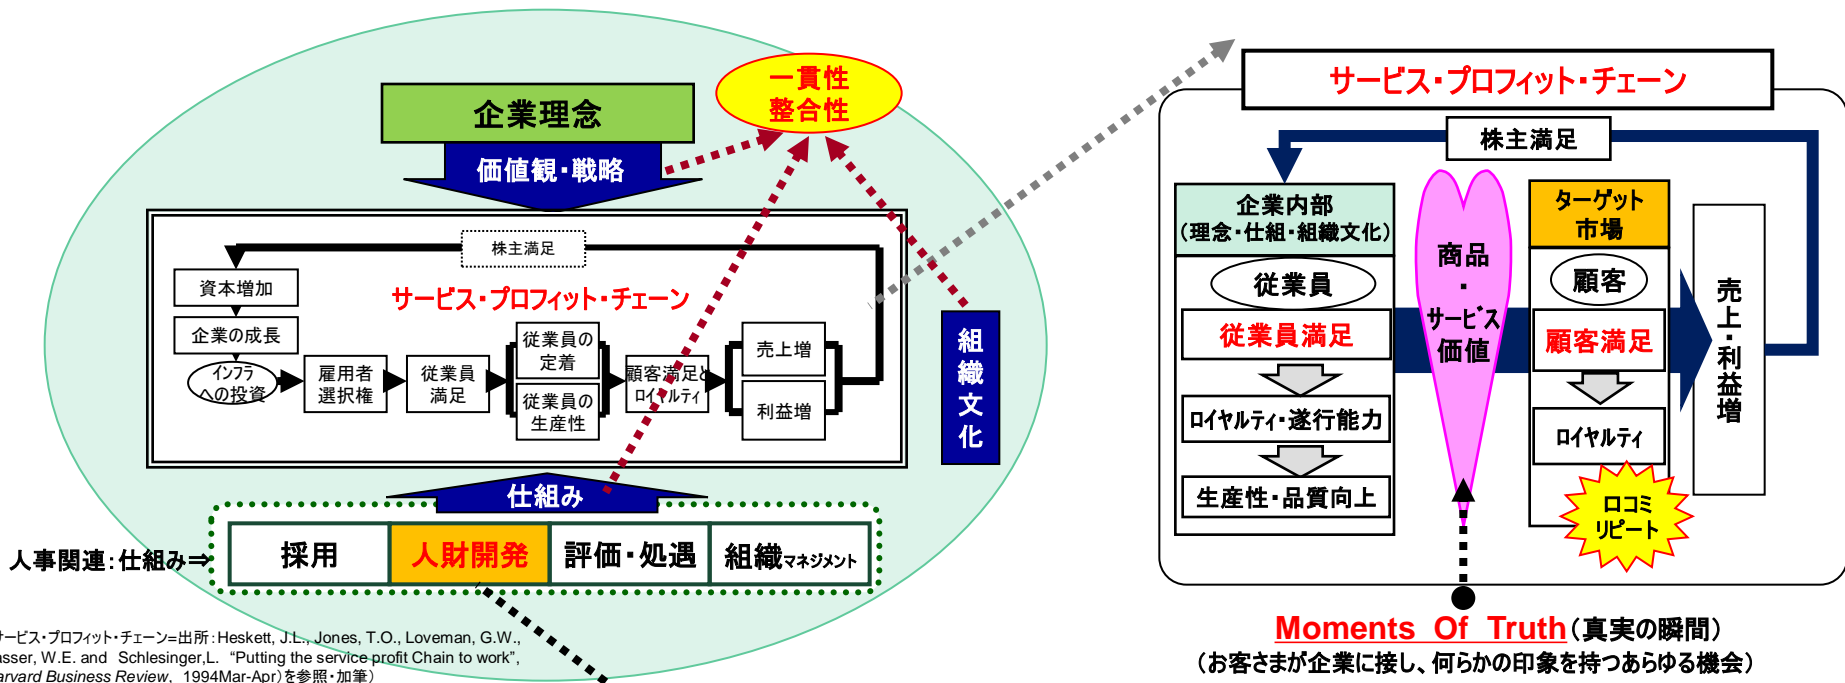 一貫性
整合性
企業理念
価値観・戦略
株主満足
資本増加
サービス・プロフィット・チェーン
企業の成長
インフラ
への投資
雇用者
選択権
従業員
満足
従業員の
定着
従業員の
生産性
顧客満足と
ロイヤルティ
売上増
利益増
組織文化
仕組み
人事関連：仕組み⇒
採用
人財開発
評価・処遇
組織マネジメント
サービス・プロフィット・チェーン=出所：Heskett, J.L., Jones, T.O., Loveman, G.W.,
asser, W.E. and Schlesinger,L. “Putting the service profit Chain to work”,
arvard Business Review, 1994Mar-Apr）を参照・加筆）
サービス・プロフィット・チェーン
株主満足
企業内部
（理念・仕組・組織文化）
従業員
従業員満足
ロイヤルティ・遂行能力
生産性・品質向上
商品
・
サービス
価値
ターゲット
市場
顧客
顧客満足
ロイヤルティ
口コミ
リピート
売上・利益増
Moments Of Truth（真実の瞬間）
（お客さまが企業に接し、何らかの印象を持つあらゆる機会）